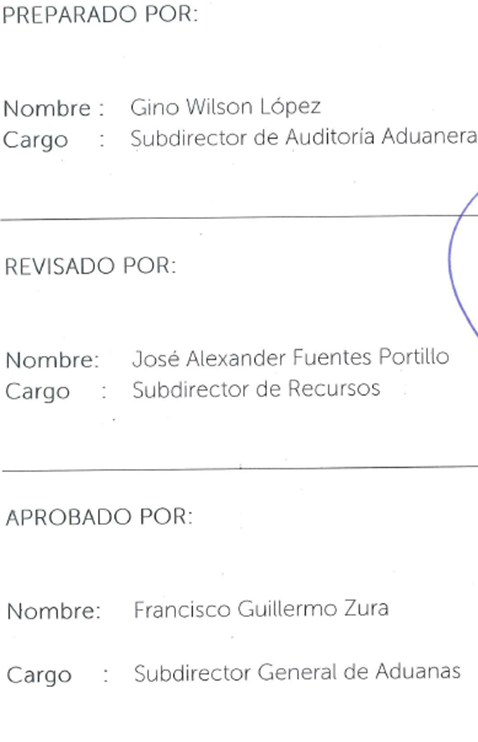 PREPARADO POR:
Nombre : Gino Wilson López
Cargo : Subdirector de Auditoría Aduanera
REVISADO POR:
Nombre: José Alexander Fuentes Portillo
Cargo : Subdirector de Recursos
APROBADO POR:
Nombre: Francisco Guillermo Zura
Cargo : Subdirector General de Aduanas